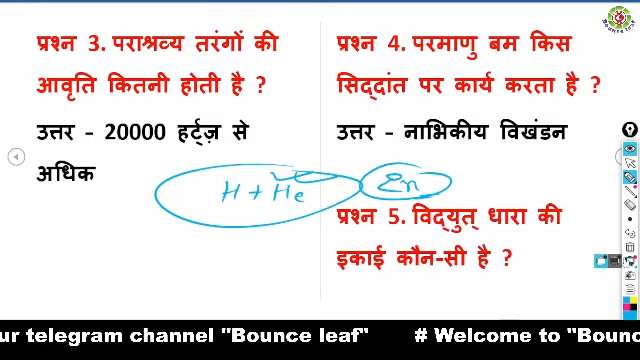 प्रश्न 3. पराश्रव्य तरंगों की
आवृति कितनी होती है ?
उत्तर - 20000 हर्ट्ज़ से
अधिक
प्रश्न 4. परमाणु बम किस
सिद्दांत पर कार्य करता है ?
उत्तर - नाभिकीय विखंडन
H + He
En
प्रश्न 5. विद्युत् धारा की
इकाई कौन-सी है ?
ur telegram channel "Bounce leaf" # Welcome to "Bounc